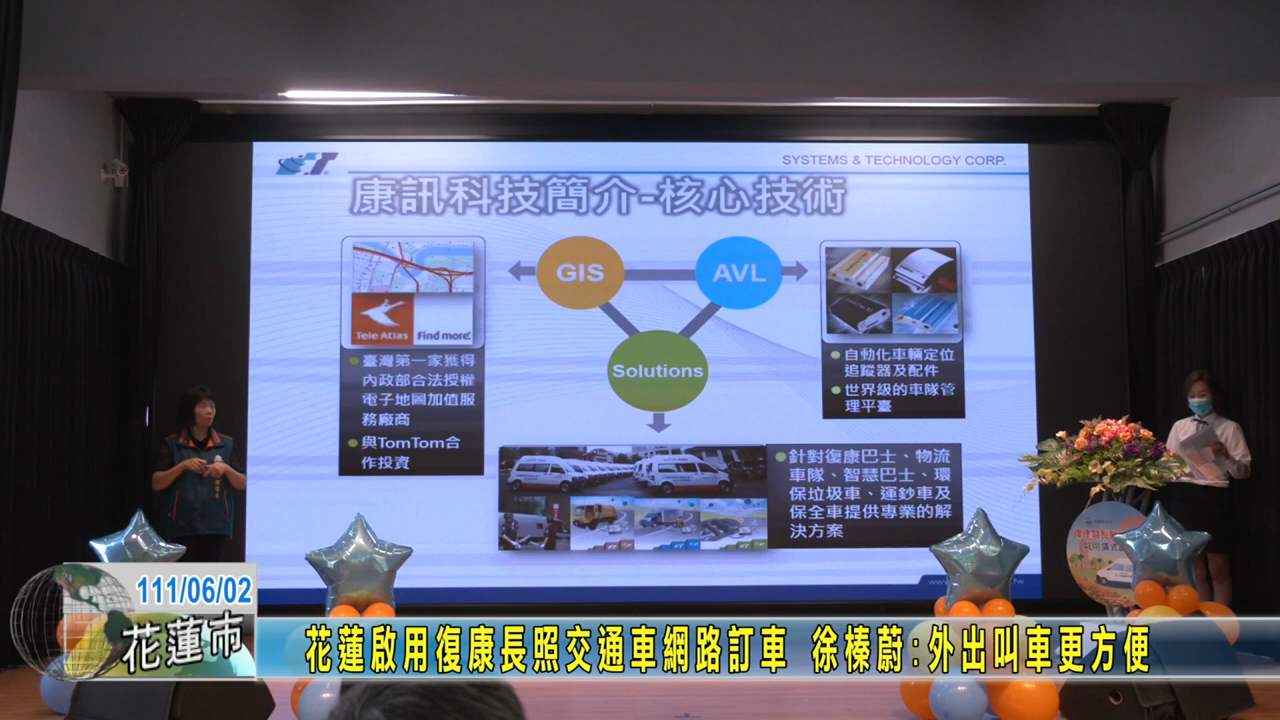 SYSTEMS & TECHNOLOGY CORP.
康訊科技簡介-核心技術
GIS
AVL
Solutions
Tele Atlas
Find more
臺灣第一家獲得
內政部合法授權
電子地圖加值服
務廠商
與TomTom合
作投資
自動化車輛定位
追蹤器及配件
世界級的車隊管
理平臺
針對復康巴士、物流
車隊、智慧巴士、環
保垃圾車、運鈔車及
保全車提供專業的解
決方案
111/06/02
花蓮市
花蓮啟用復康長照交通車網路訂車 徐榛蔚:外出叫車更方便